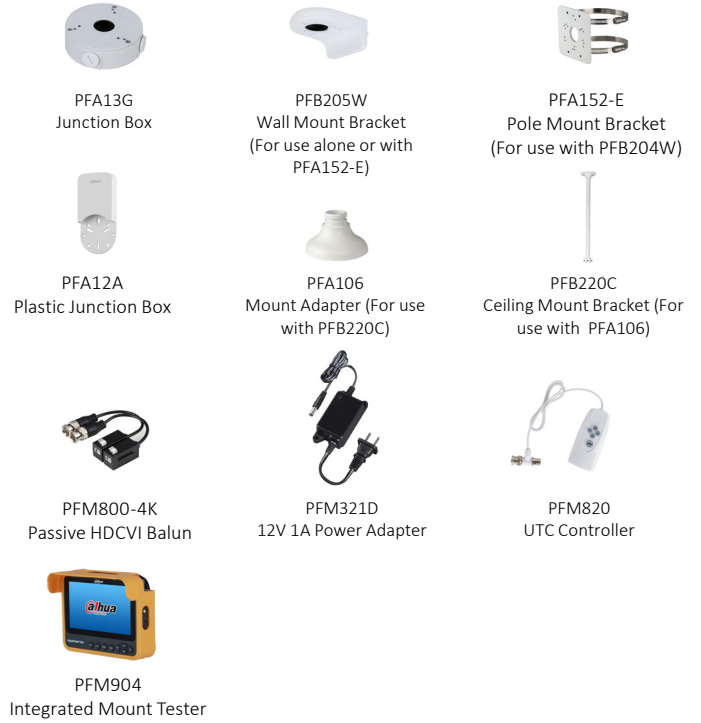 PFA13G
Junction Box
PFB205W
Wall Mount Bracket
(For use alone or with
PFA152-E)
PFA152-E
Pole Mount Bracket
(For use with PFB204W)
PFA12A
Plastic Junction Box
PFA106
Mount Adapter (For use
with PFB220C)
PFB220C
Ceiling Mount Bracket (For
use with PFA106)
PFM800-4K
Passive HDCVI Balun
PFM321D
12V 1A Power Adapter
PFM820
UTC Controller
alhua
PFM904
Integrated Mount Tester